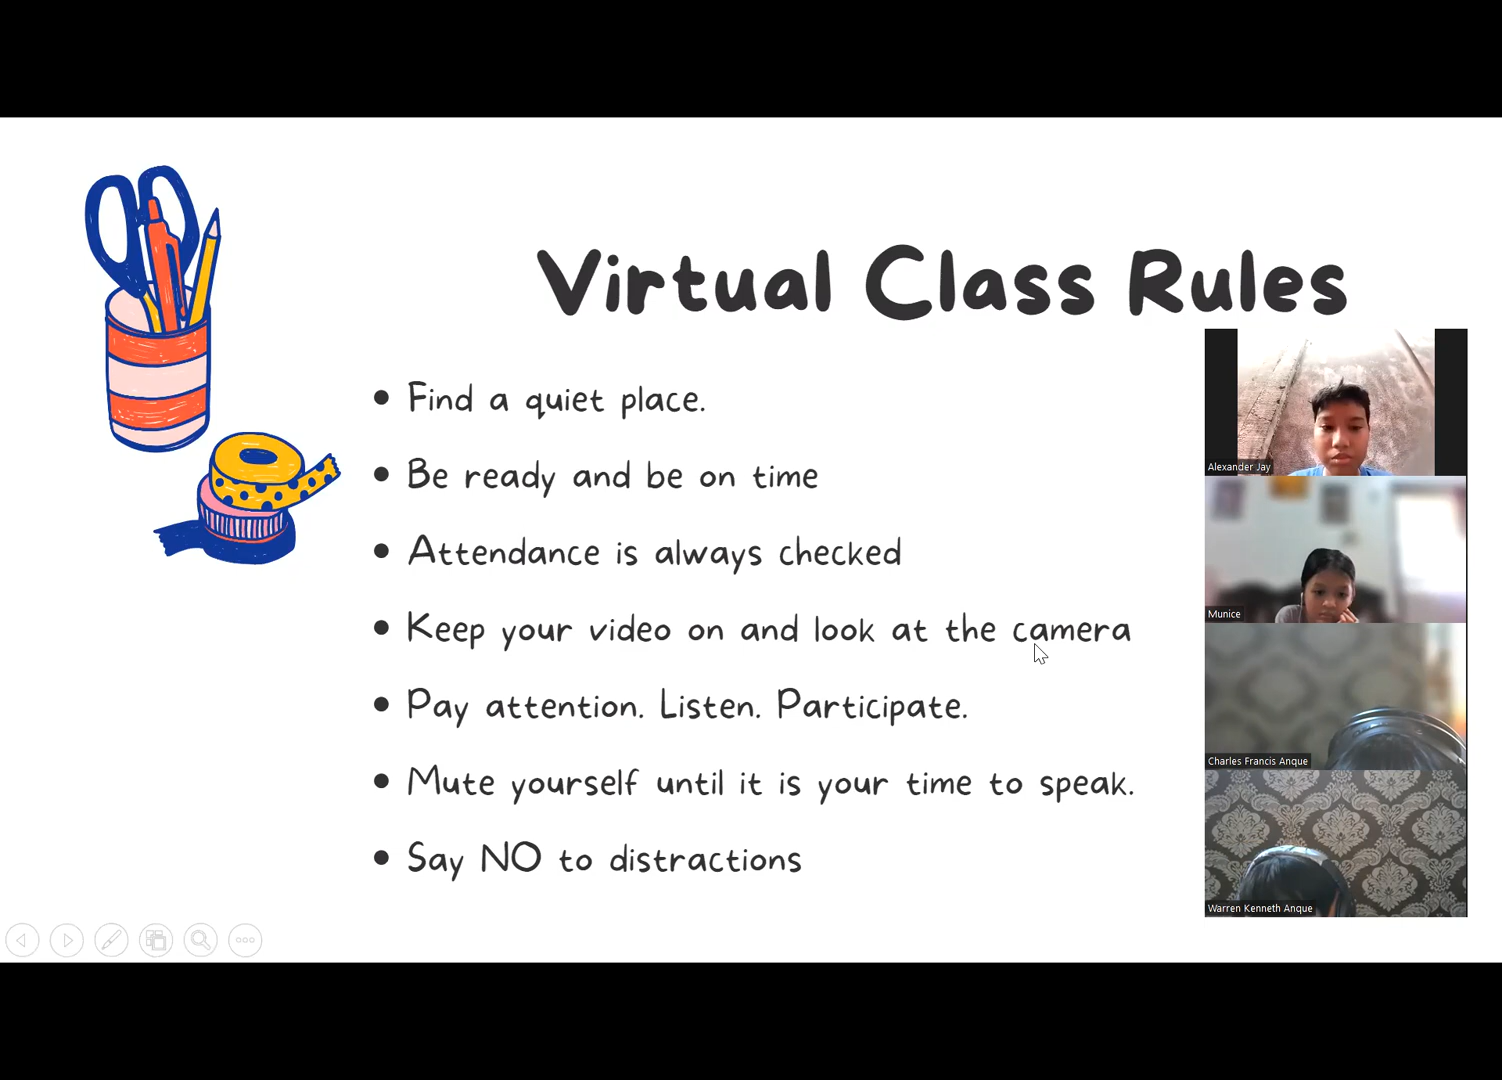 Virtual Class Rules
• Find a quiet place.
• Be ready and be on time
• Attendance is always checked
• Keep your video on and look at the camera
• Pay attention. Listen. Participate.
• Mute yourself until it is your time to speak.
• Say NO to distractions
Alexander Jay
Munice
Charles Francis Anque
Warren Kenneth Anque